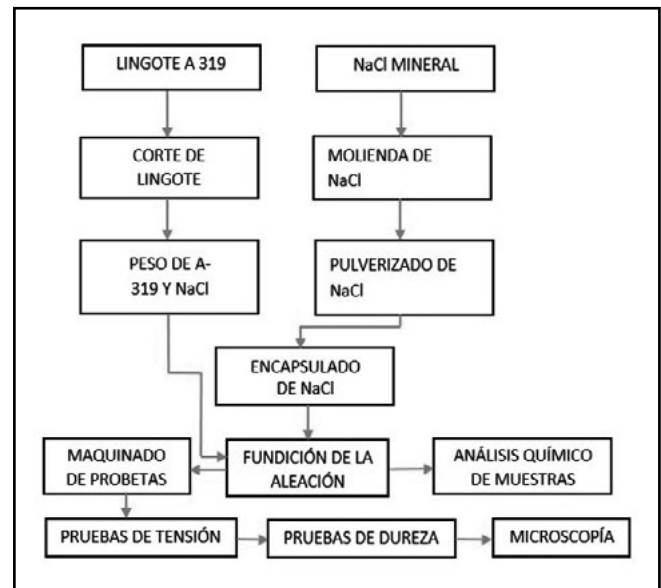 LINGOTE A 319
NaCl MINERAL
CORTE DE
LINGOTE
MOLIENDA DE
NaCl
PESO DE A-
319 Y NaCl
PULVERIZADO DE
NaCl
ENCAPSULADO
DE NaCl
MAQUINADO
DE PROBETAS
FUNDICIÓN DE LA
ALEACIÓN
ANÁLISIS QUÍMICO
DE MUESTRAS
PRUEBAS DE TENSIÓN
PRUEBAS DE DUREZA
MICROSCOPÍA